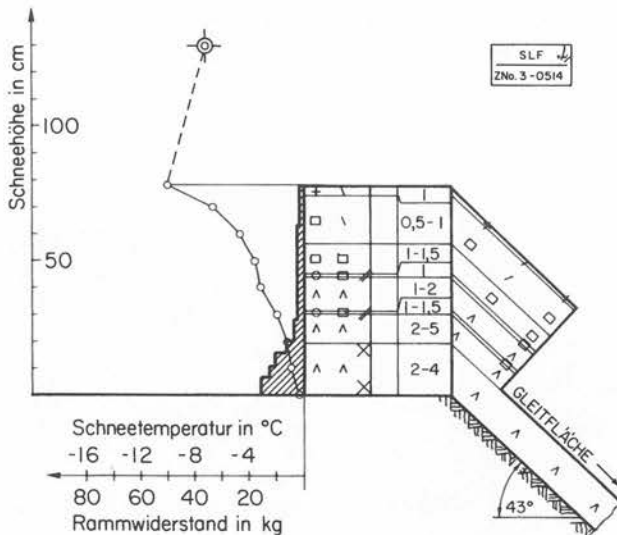 SLF
ZNo. 3-0514
Schneehöhe in cm
100
50
1
0,5-1
1-1,5
1
1-2
1-1,5
2-5
2-4
GLEITFLÄCHE
43°
Schneetemperatur in °C
-16 -12 -8 -4
80 60 40 20
Rammwiderstand in kg